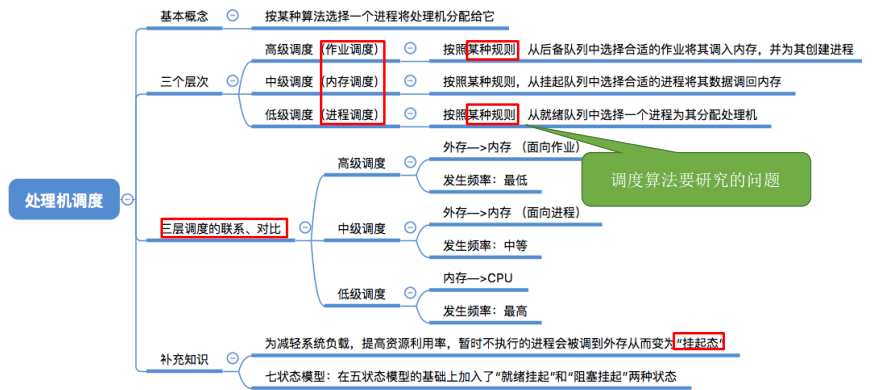 基本概念
按某种算法选择一个进程将处理机分配给它
高级调度（作业调度）
按照某种规则，从后备队列中选择合适的作业将其调入内存，并为其创建进程
三个层次
中级调度（内存调度）
按照某种规则，从挂起队列中选择合适的进程将其数据调回内存
低级调度（进程调度）
按照某种规则，从就绪队列中选择一个进程为其分配处理机
外存—>内存 （面向作业）
高级调度
发生频率：最低
调度算法要研究的问题
处理机调度
三层调度的联系、对比
外存—>内存 （面向进程）
中级调度
发生频率：中等
内存—>CPU
低级调度
发生频率：最高
为减轻系统负载，提高资源利用率，暂时不执行的进程会被调到外存从而变为“挂起态”
补充知识
七状态模型：在五状态模型的基础上加入了“就绪挂起”和“阻塞挂起”两种状态